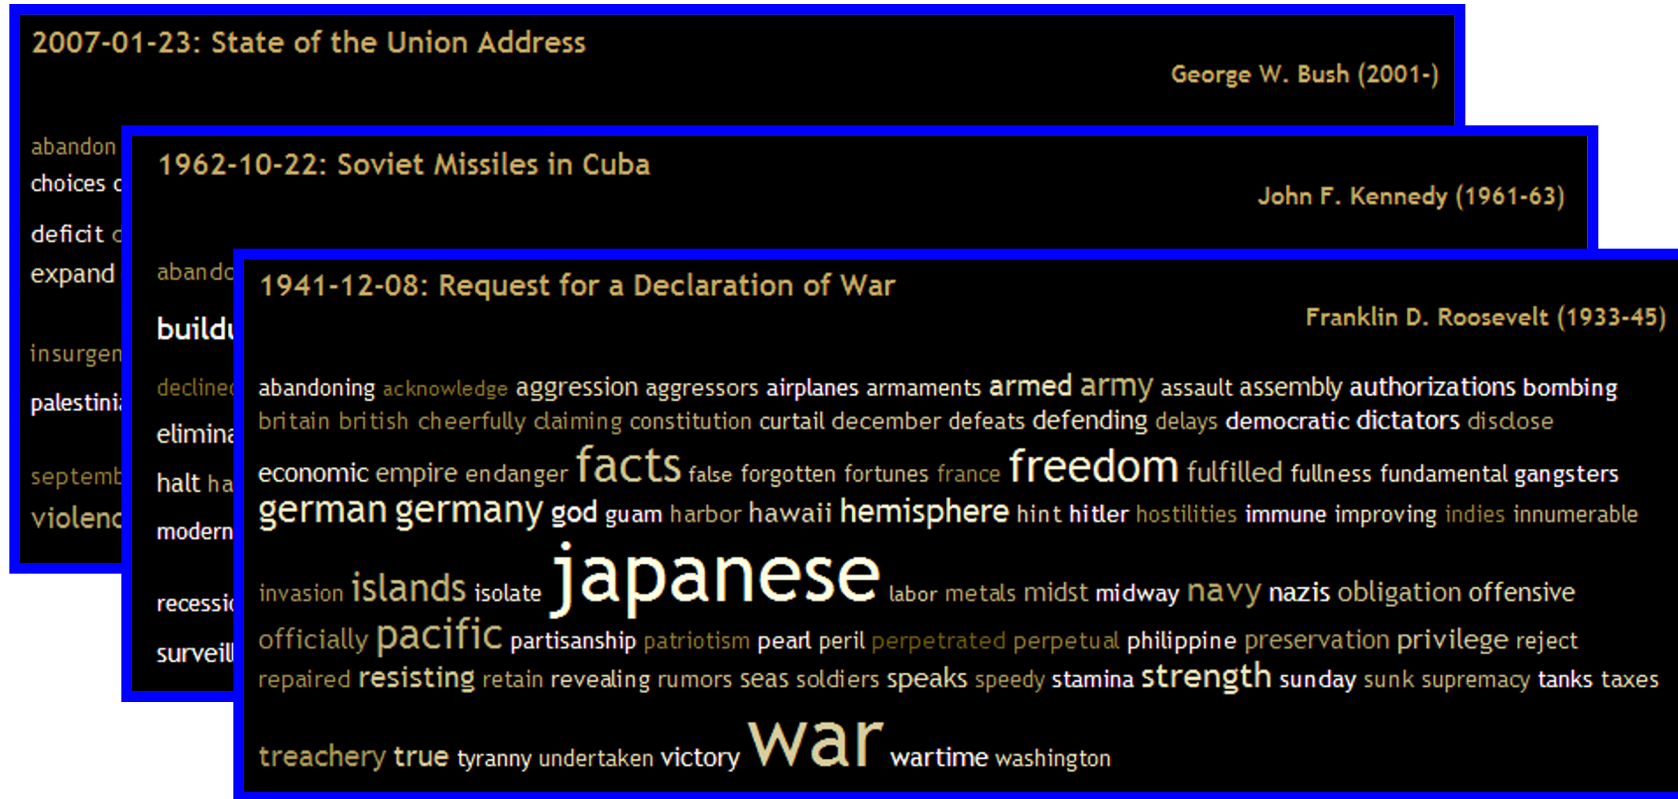 2007-01-23: State of the Union Address
George W. Bush (2001-)
abandon
choices
deficit
expand
palestini
violenc
1962-10-22: Soviet Missiles in Cuba
John F. Kennedy (1961-63)
abando
buildu
declined
elimina
halt ha
modern
recessio
surveill
insurgen
septemb
1941-12-08: Request for a Declaration of War
Franklin D. Roosevelt (1933-45)
abandoning acknowledge aggression aggressors airplanes armaments armed army assault assembly authorizations bombing
britain british cheerfully claiming constitution curtail december defeats defending delays democratic dictators disclose
economic empire endanger facts false forgotten fortunes france freedom fulfilled fullness fundamental gangsters
german germany god guam harbor hawaii hemisphere hint hitler hostilities immune improving indies innumerable
invasion islands isolate japanese labor metals midst midway navy nazis obligation offensive
officially pacific partisanship patriotism pearl peril perpetrated perpetual philippine preservation privilege reject
repaired resisting retain revealing rumors seas soldiers speaks speedy stamina strength sunday sunk supremacy tanks taxes
treachery true tyranny undertaken victory war wartime washington